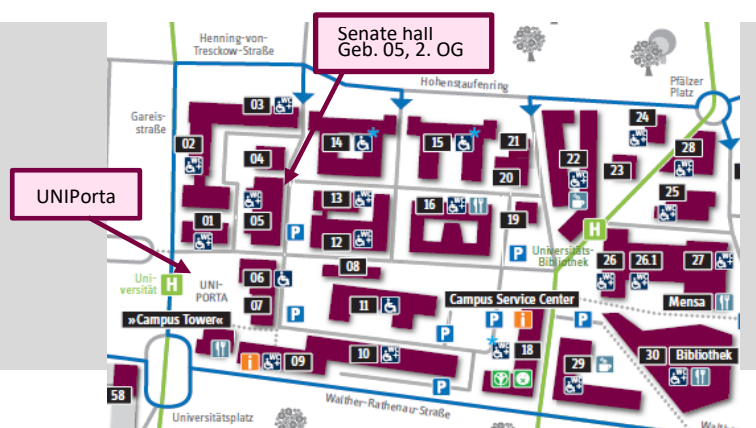 Senate hall
Geb. 05, 2. OG
Henning-von-
Tresckow-Straße
Hohenstaufenring
Pfälzer
Platz
Gareis-
straße
03
02
WC
04
14
15
21
20
22
24
23
28
25
UNIPorta
01
05
13
12
16
19
P
H
Universitäts-
Bibliothek
26
26.1
27
Uni-
versität
H
UNI-
PORTA
06
07
08
11
Campus Service Center
Mensa
»Campus Tower«
P
P
P
P
i
09
10
18
29
30 Bibliothek
P
58
Universitätsplatz
Walther-Rathenau-Straße